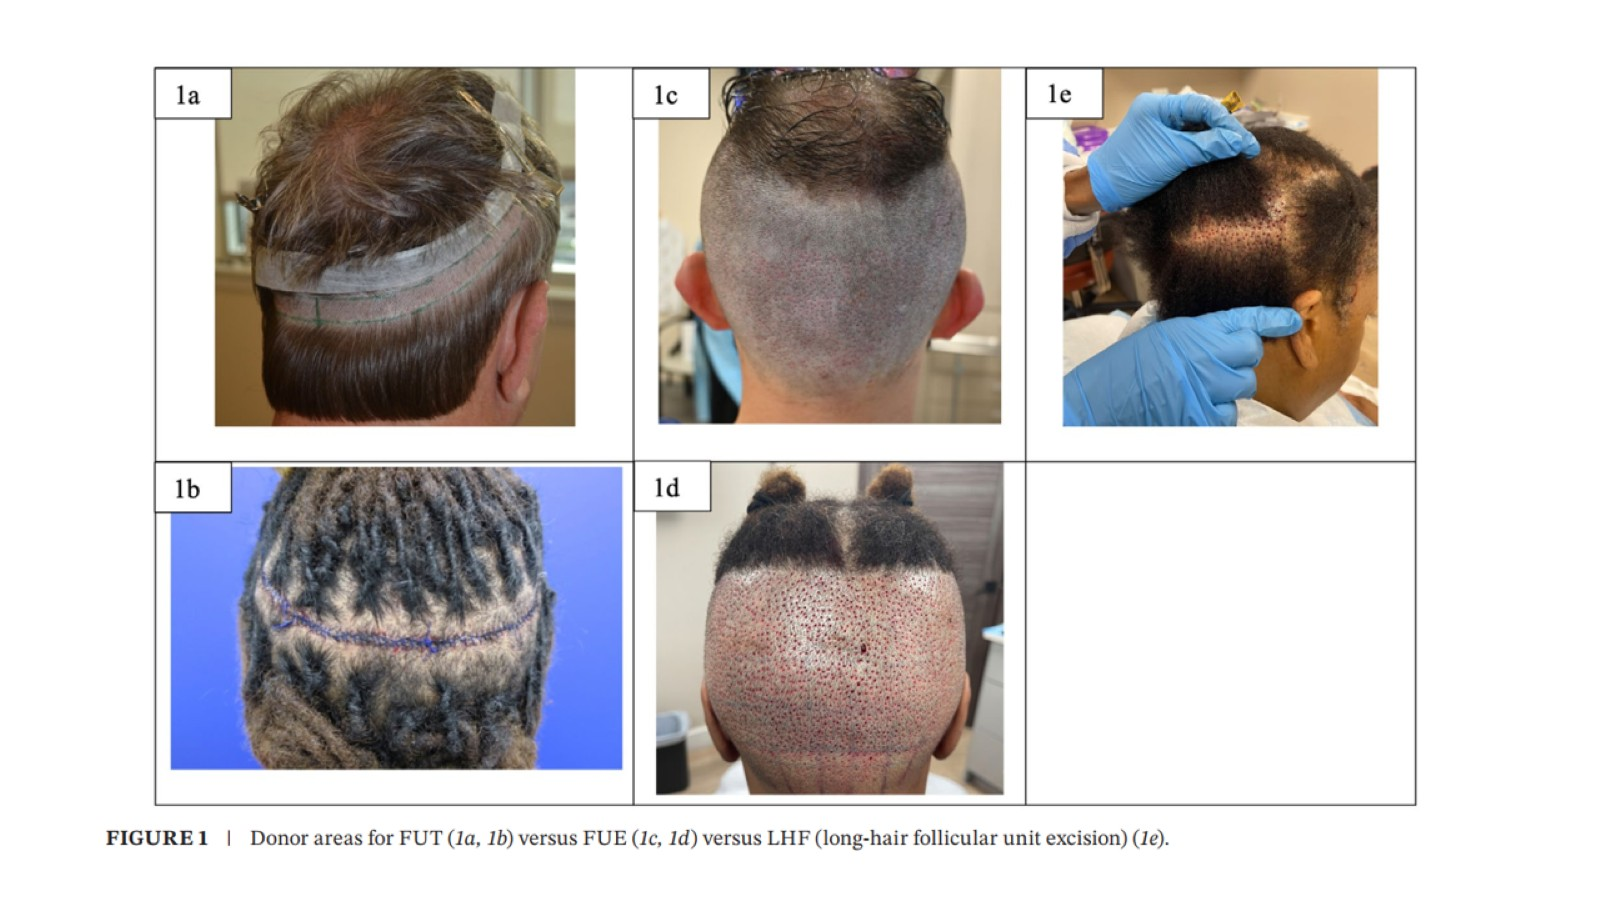 1a
1c
1e
1b
1d
FIGURE 1 | Donor areas for FUT (1a, 1b) versus FUE (1c, 1d) versus LHF (long-hair follicular unit excision) (1e).